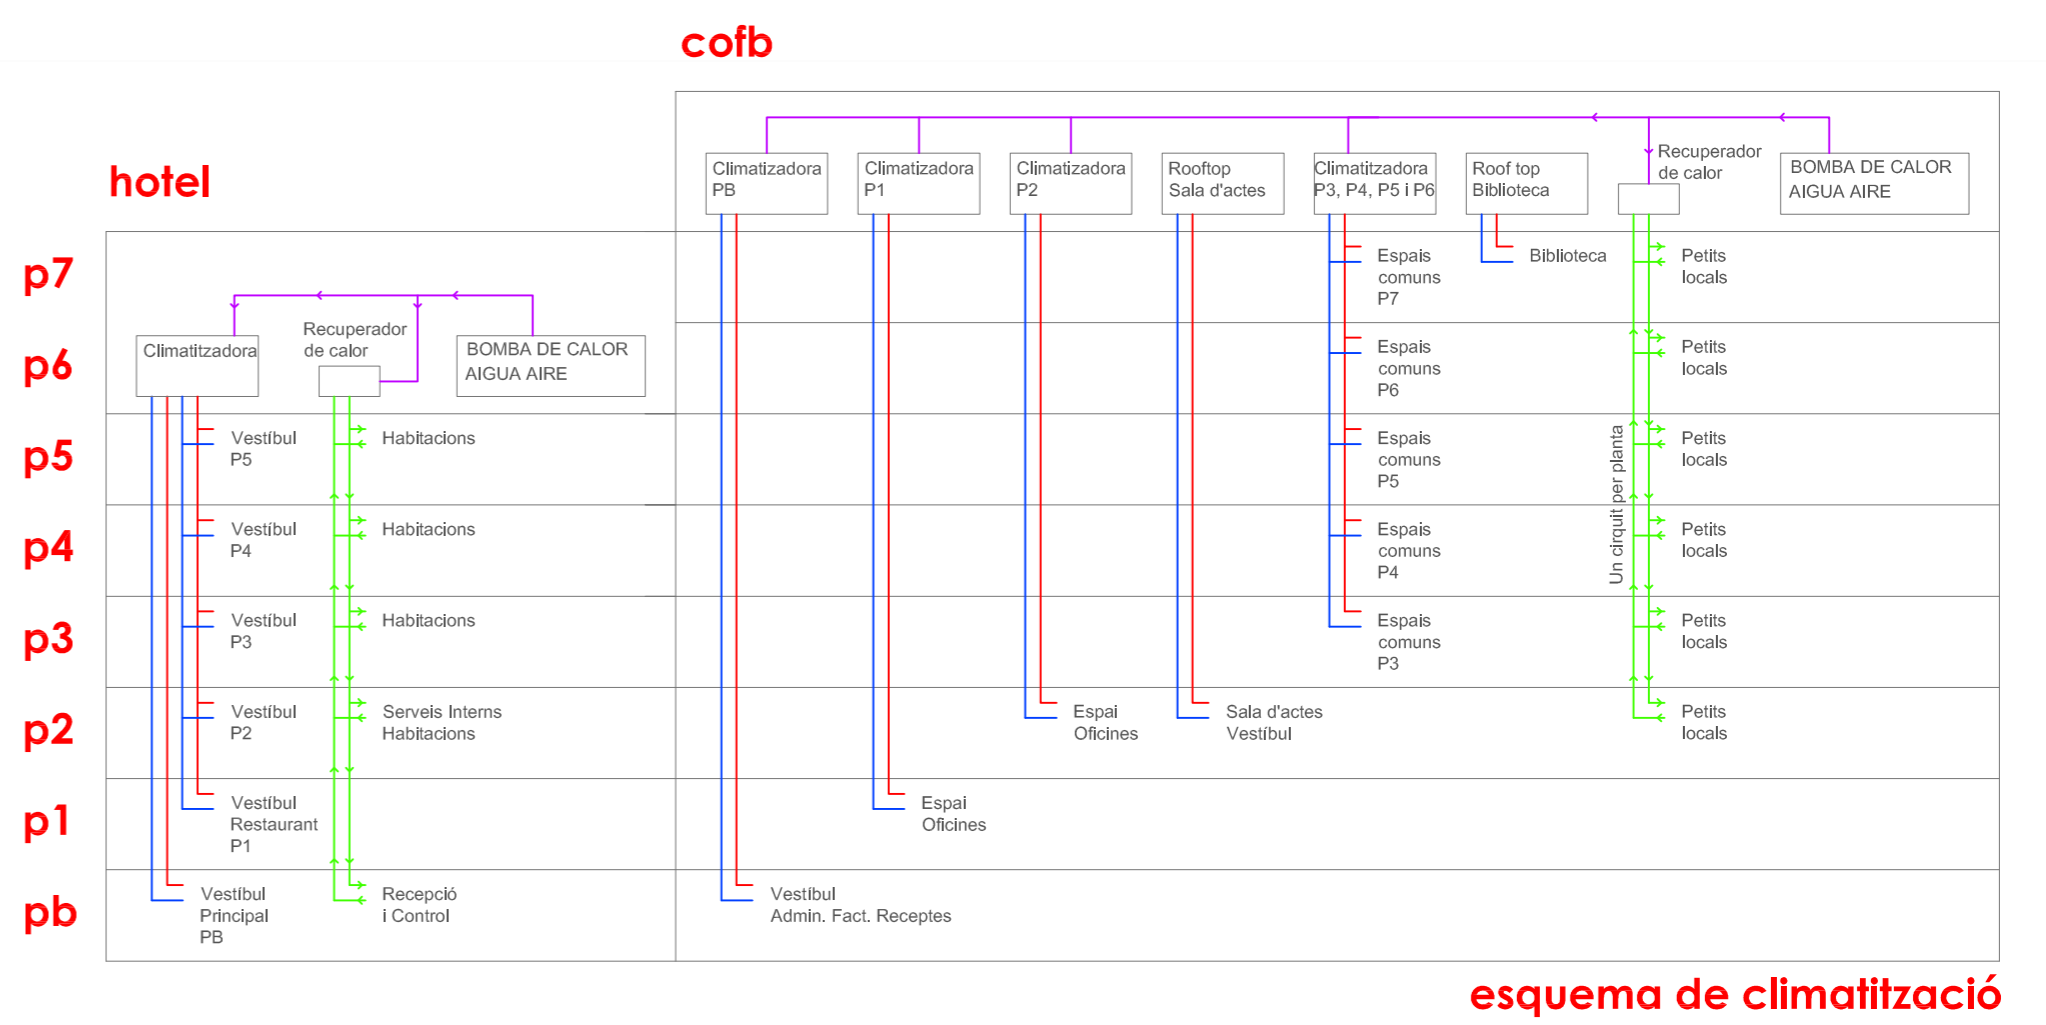 cofb
hotel
Climatizadora
PB
Climatizadora
P1
Climatizadora
P2
Rooftop
Sala d'actes
Climatitzadora
P3, P4, P5 i P6
Roof top
Biblioteca
Recuperador
de calor
BOMBA DE CALOR
AIGUA AIRE
p7
Espais
comuns
P7
Biblioteca
Petits
locals
p6
Climatitzadora
Recuperador
de calor
BOMBA DE CALOR
AIGUA AIRE
Espais
comuns
P6
Petits
locals
p5
Vestíbul
P5
Habitacions
Espais
comuns
P5
Un cirquit per planta
Petits
locals
p4
Vestíbul
P4
Habitacions
Espais
comuns
P4
Petits
locals
p3
Vestíbul
P3
Habitacions
Espais
comuns
P3
Petits
locals
p2
Vestíbul
P2
Serveis Interns
Habitacions
Espai
Oficines
Sala d'actes
Vestíbul
Petits
locals
p1
Vestíbul
Restaurant
P1
Espai
Oficines
pb
Vestíbul
Principal
PB
Recepció
i Control
Vestíbul
Admin. Fact. Receptes
esquema de climatització